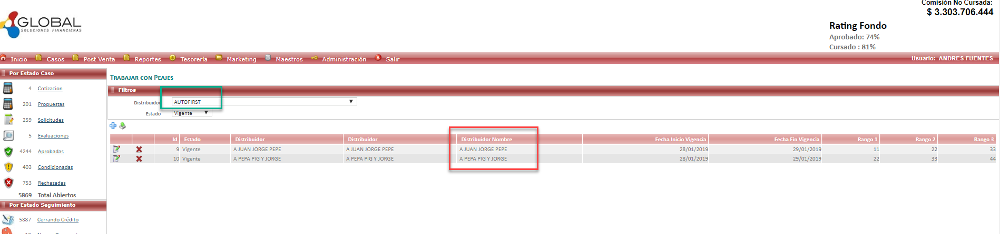 Comisión No Cursada:
$ 3.303.706.444
GLOBAL
SOLUCIONES FINANCIERAS
Rating Fondo
Aprobado: 74%
Cursado : 81%
Inicio Casos Post Venta Reportes Tesorería Marketing Maestros Administración Salir Usuario: ANDRES FUENTES
Por Estado Caso
4 Cotizacion
201 Propuestas
259 Solicitudes
5 Evaluaciones
4244 Aprobadas
403 Condicionadas
753 Rechazadas
5869 Total Abiertos
Por Estado Seguimiento
5887 Cerrando Crédito
TRABAJAR CON PEAJES
Filtros
Distribuidor AUTOFIRST
Estado Vigente
Id Estado Distribuidor Distribuidor Distribuidor Nombre Fecha Inicio Vigencia Fecha Fin Vigencia Rango 1 Rango 2 Rango 3
9 Vigente A JUAN JORGE PEPE A JUAN JORGE PEPE A JUAN JORGE PEPE 28/01/2019 29/01/2019 11 22 33
10 Vigente A PEPA PIG Y JORGE A PEPA PIG Y JORGE A PEPA PIG Y JORGE 28/01/2019 29/01/2019 22 33 44